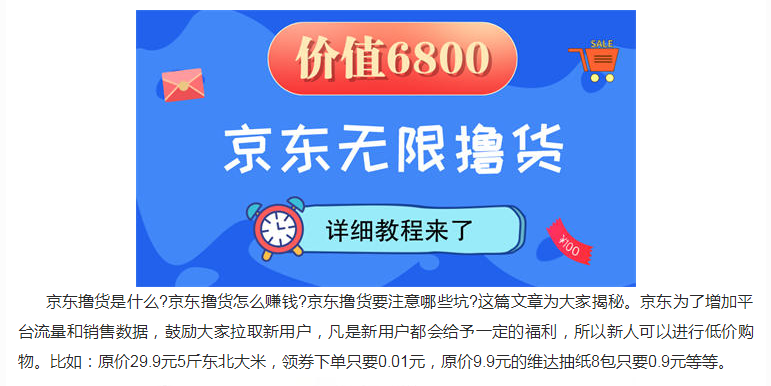 价值6800
SALE
京东无限撸货
详细教程来了
¥100
京东撸货是什么?京东撸货怎么赚钱?京东撸货要注意哪些坑?这篇文章为大家揭秘。京东为了增加平
台流量和销售数据，鼓励大家拉取新用户，凡是新用户都会给予一定的福利，所以新人可以进行低价购
物。比如：原价29.9元5斤东北大米，领券下单只要0.01元，原价9.9元的维达抽纸8包只要0.9元等等。